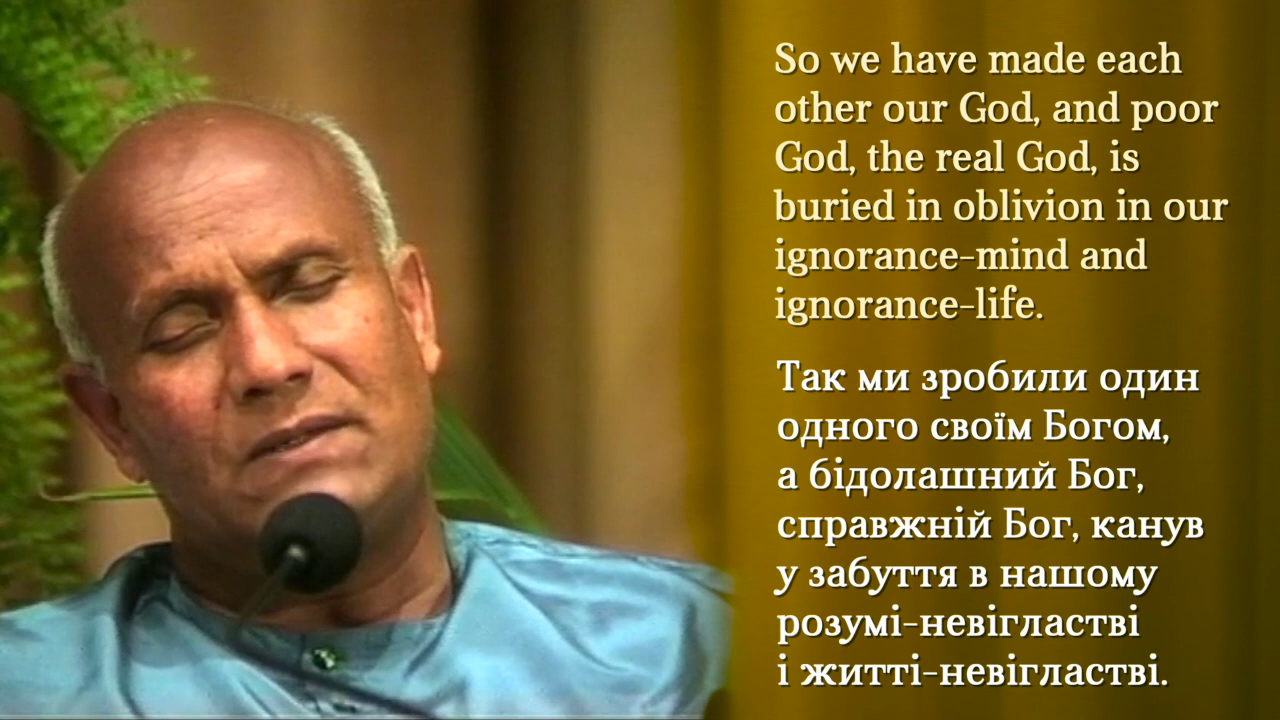 So we have made each
other our God, and poor
God, the real God, is
buried in oblivion in our
ignorance-mind and
ignorance-life.
Так ми зробили один
одного своїм Богом,
а бідолашний Бог,
справжній Бог, канув
у забуття в нашому
розумі-невігластві
і житті-невігластві.